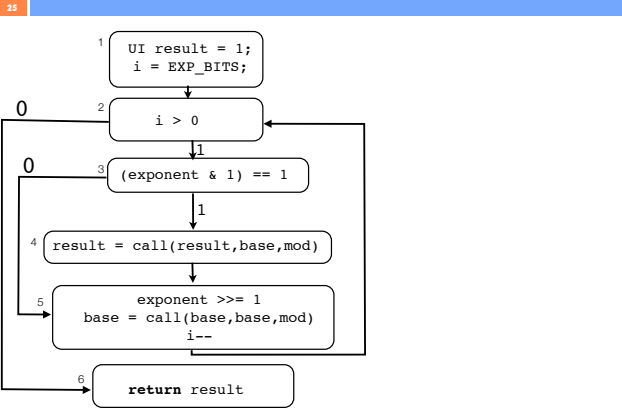 25
1
UI result = 1;
i = EXP_BITS;
0
2
i > 0
1
0
3
(exponent & 1) == 1
1
4
result = call(result,base,mod)
5
exponent >>= 1
base = call(base,base,mod)
i--
6
return result